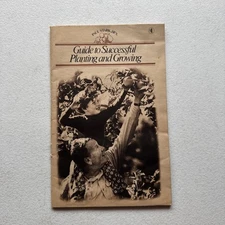 Guide to Successful
Planting and Growing